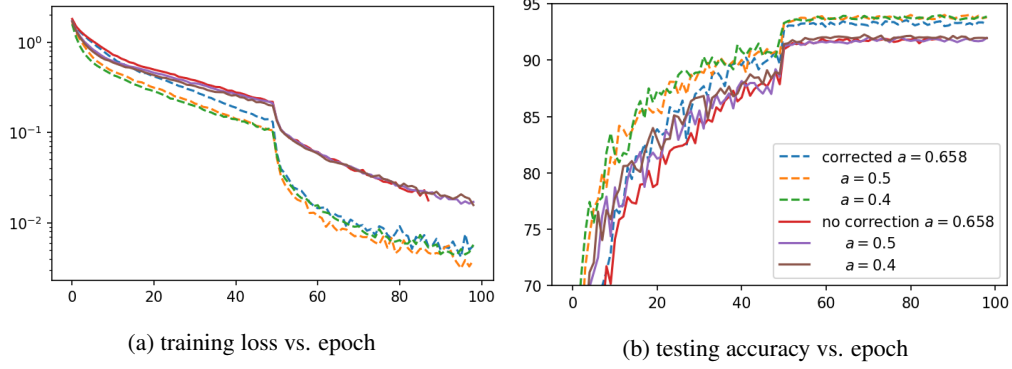 10^0
10^-1
10^-2
0 20 40 60 80 100
(a) training loss vs. epoch
95
90
85
80
75
70
0 20 40 60 80 100
corrected a = 0.658
a = 0.5
a = 0.4
no correction a = 0.658
a = 0.5
a = 0.4
(b) testing accuracy vs. epoch